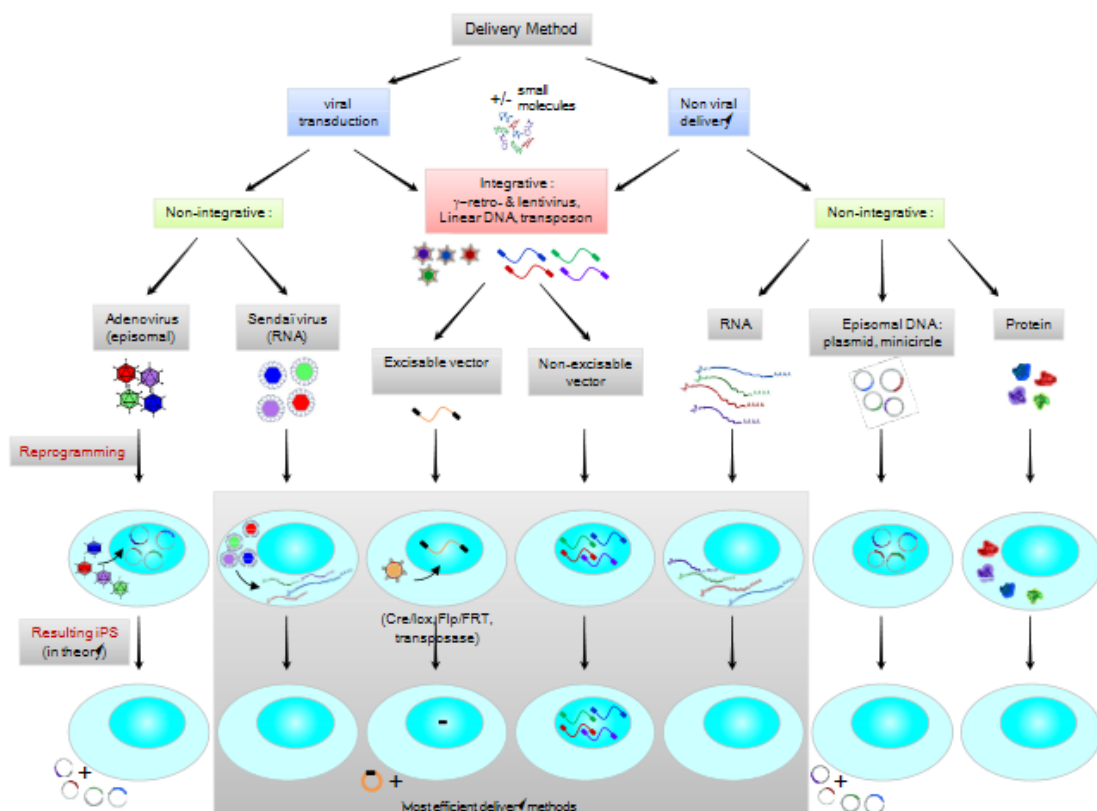 Delivery Method
viral
transduction
+/- small
molecules
Non viral
delivery
Non-integrative :
Integrative :
γ–retro- & lentivirus,
Linear DNA, transposon
Non-integrative :
Adenovirus
(episomal)
Sendaï virus
(RNA)
Excisable vector
Non-excisable
vector
RNA
Episomal DNA:
plasmid, minicircle
Protein
Reprogramming
(Cre/lox, Flp/FRT,
transposase)
Resulting iPS
(in theory)
+
+
+
Most efficient delivery methods